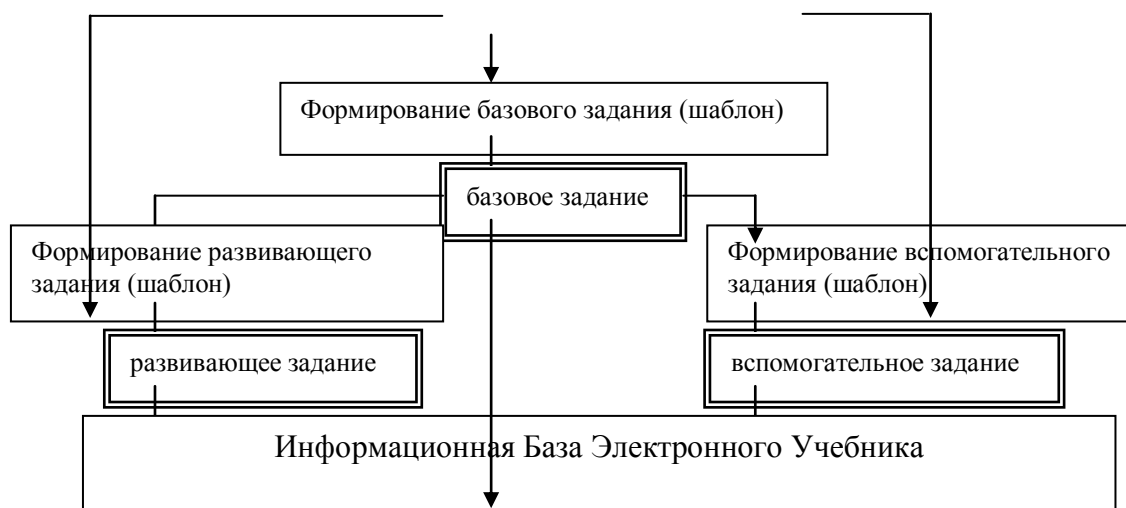 Формирование базового задания (шаблон)
базовое задание
Формирование развивающего
задания (шаблон)
Формирование вспомогательного
задания (шаблон)
развивающее задание
вспомогательное задание
Информационная База Электронного Учебника